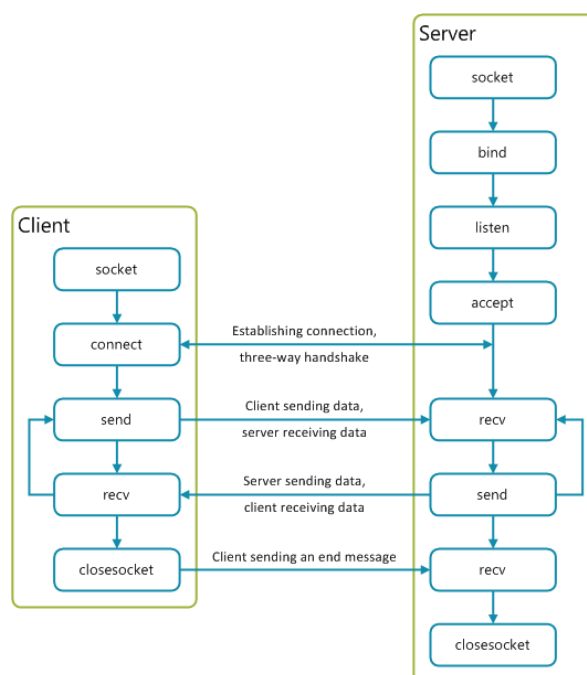 Server
socket
bind
listen
accept
Client
socket
connect
Establishing connection,
three-way handshake
send
Client sending data,
server receiving data
recv
recv
Server sending data,
client receiving data
send
closesocket
Client sending an end message
recv
closesocket